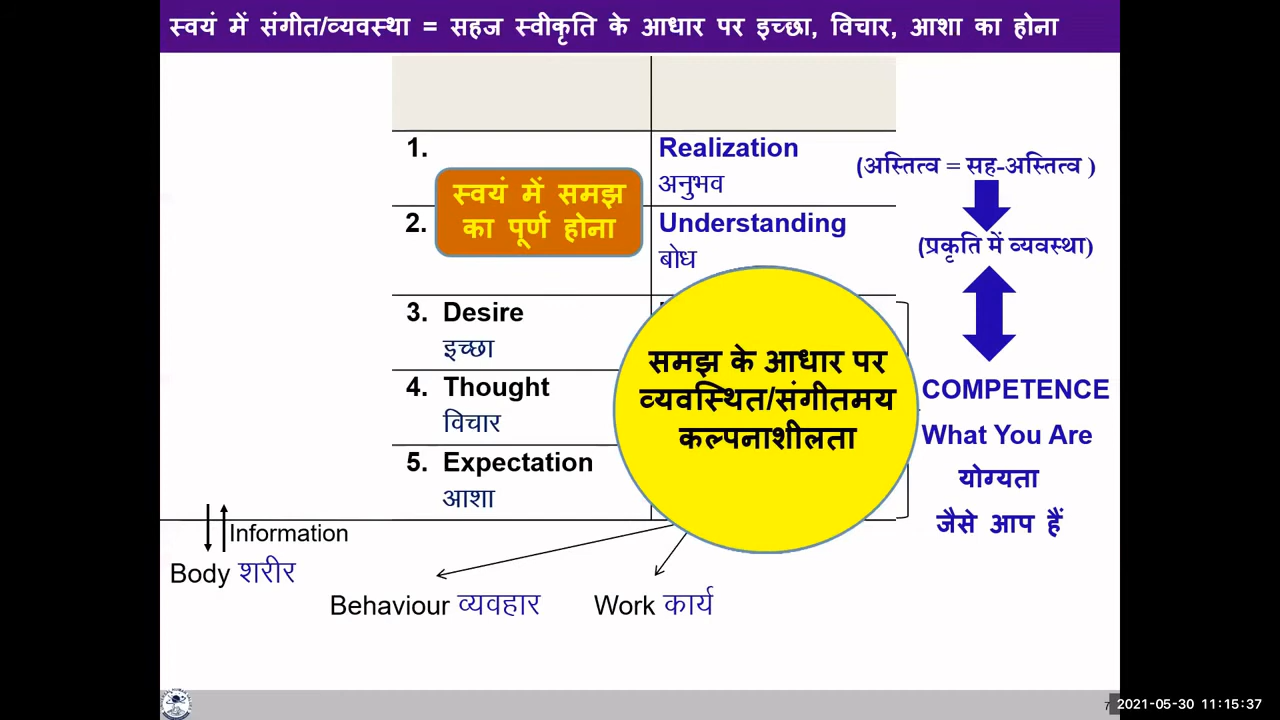 स्वयं में संगीत/व्यवस्था = सहज स्वीकृति के आधार पर इच्छा, विचार, आशा का होना
1.
Realization
अनुभव
(अस्तित्व = सह-अस्तित्व )
स्वयं में समझ
का पूर्ण होना
2.
Understanding
बोध
(प्रकृति में व्यवस्था)
3. Desire
इच्छा
4. Thought
विचार
5. Expectation
आशा
समझ के आधार पर
व्यवस्थित/संगीतमय
कल्पनाशीलता
COMPETENCE
What You Are
योग्यता
जैसे आप हैं
Information
Body शरीर
Behaviour व्यवहार
Work कार्य
2021-05-30 11:15:37